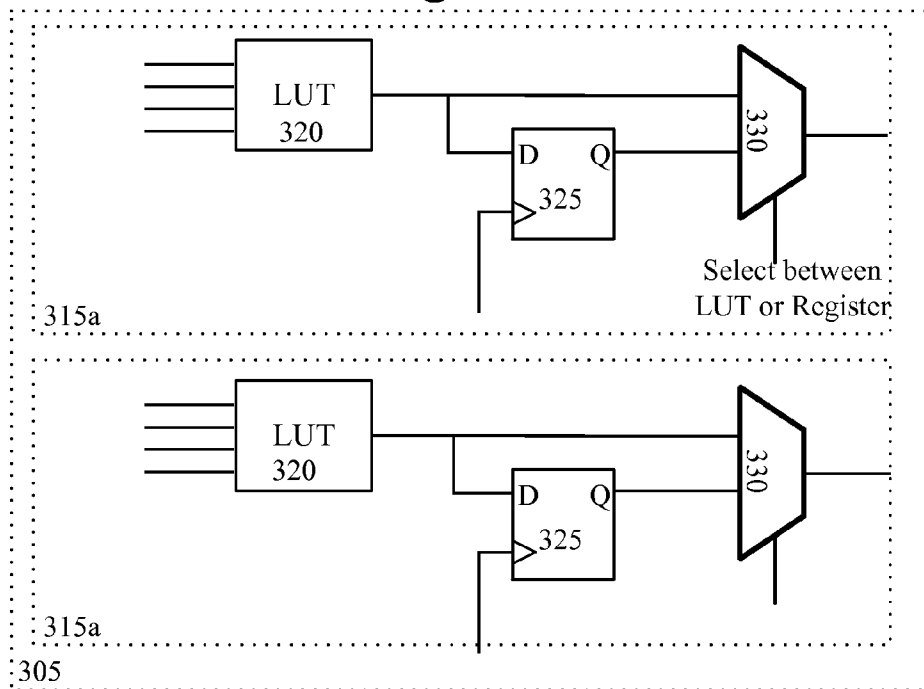 LUT
320
330
D Q
325
Select between
LUT or Register
315a
LUT
320
330
D Q
325
315a
305